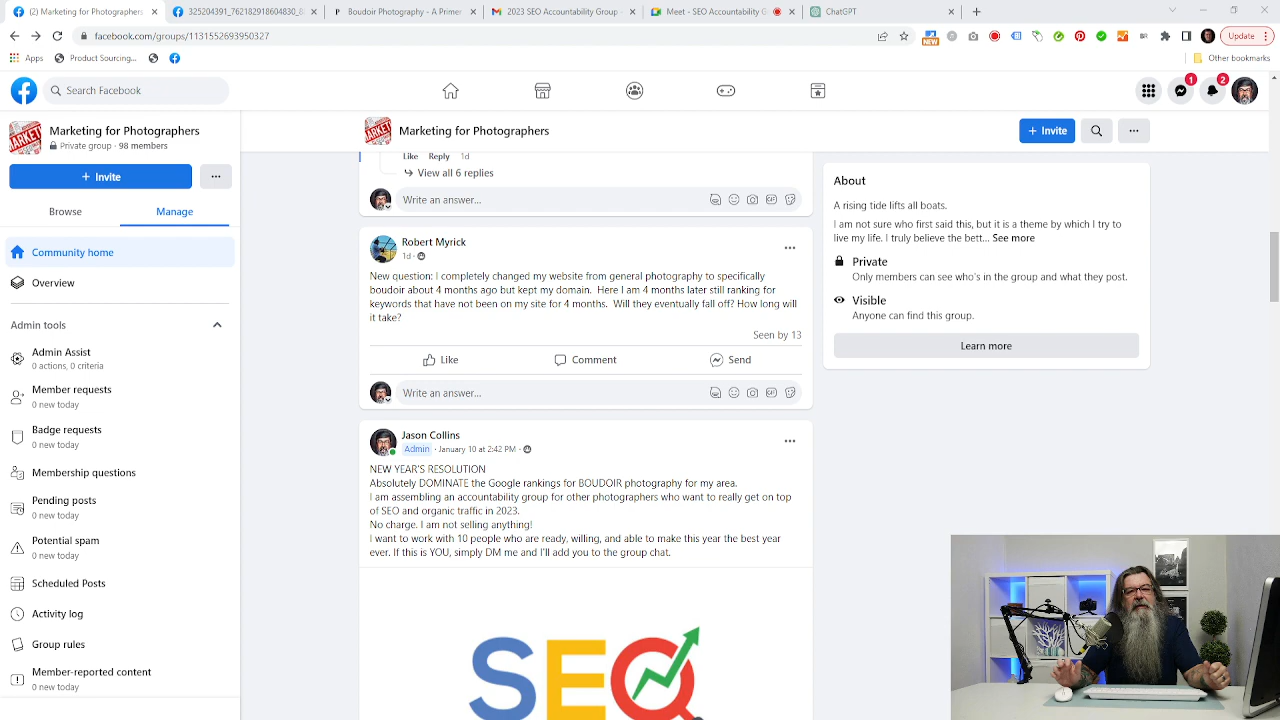 (2) Marketing for Photographers
325204391_762182918604830_8
Boudoir Photography - A Primer
2023 SEO Accountability Group -
Meet - SEO Accountability G
ChatGPT
facebook.com/groups/1131552693950327
NEW
Update
Apps
Product Sourcing...
Other bookmarks
Search Facebook
1
2
Marketing for Photographers
Private group · 98 members
+ Invite
Browse
Manage
Community home
Overview
Admin tools
Admin Assist
0 actions, 0 criteria
Member requests
0 new today
Badge requests
0 new today
Membership questions
Pending posts
0 new today
Potential spam
0 new today
Scheduled Posts
Activity log
Group rules
Member-reported content
0 new today
MARKET
Marketing for Photographers
+ Invite
Like Reply 1d
View all 6 replies
Write an answer...
GIF
Robert Myrick
1d ·
New question: I completely changed my website from general photography to specifically
boudoir about 4 months ago but kept my domain. Here I am 4 months later still ranking for
keywords that have not been on my site for 4 months. Will they eventually fall off? How long will
it take?
Seen by 13
Like
Comment
Send
Write an answer...
GIF
Jason Collins
Admin · January 10 at 2:42 PM ·
NEW YEAR'S RESOLUTION
Absolutely DOMINATE the Google rankings for BOUDOIR photography for my area.
I am assembling an accountability group for other photographers who want to really get on top
of SEO and organic traffic in 2023.
No charge. I am not selling anything!
I want to work with 10 people who are ready, willing, and able to make this year the best year
ever. If this is YOU, simply DM me and I'll add you to the group chat.
SEO
About
A rising tide lifts all boats.
I am not sure who first said this, but it is a theme by which I try to
live my life. I truly believe the bett... See more
Private
Only members can see who's in the group and what they post.
Visible
Anyone can find this group.
Learn more